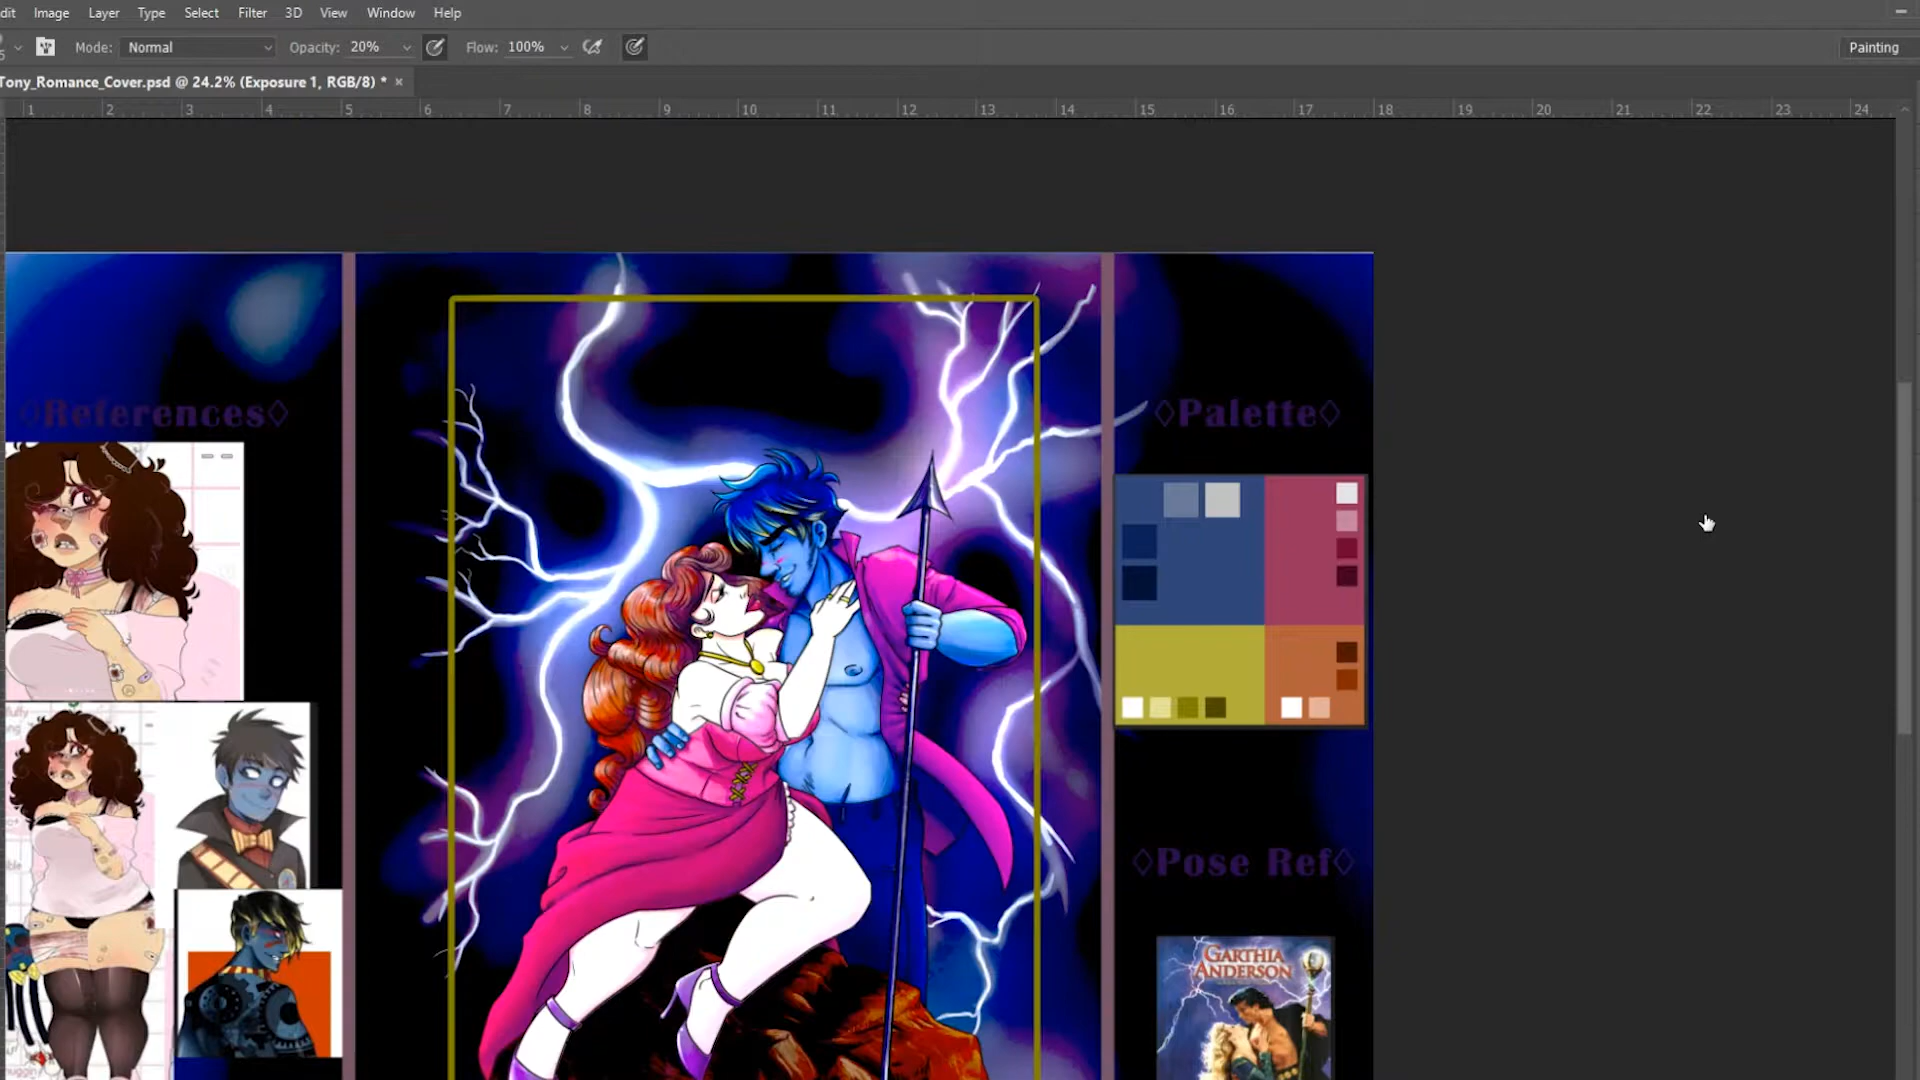 dit Image Layer Type Select Filter 3D View Window Help
Mode: Normal Opacity: 20% Flow: 100% Painting
Tony_Romance_Cover.psd @ 24.2% (Exposure 1, RGB/8) * ×
1 2 3 4 5 6 7 8 9 10 11 12 13 14 15 16 17 18 19 20 21 22 23 24
◇References◇
◇Palette◇
◇Pose Ref◇
GARTHIA
ANDERSON